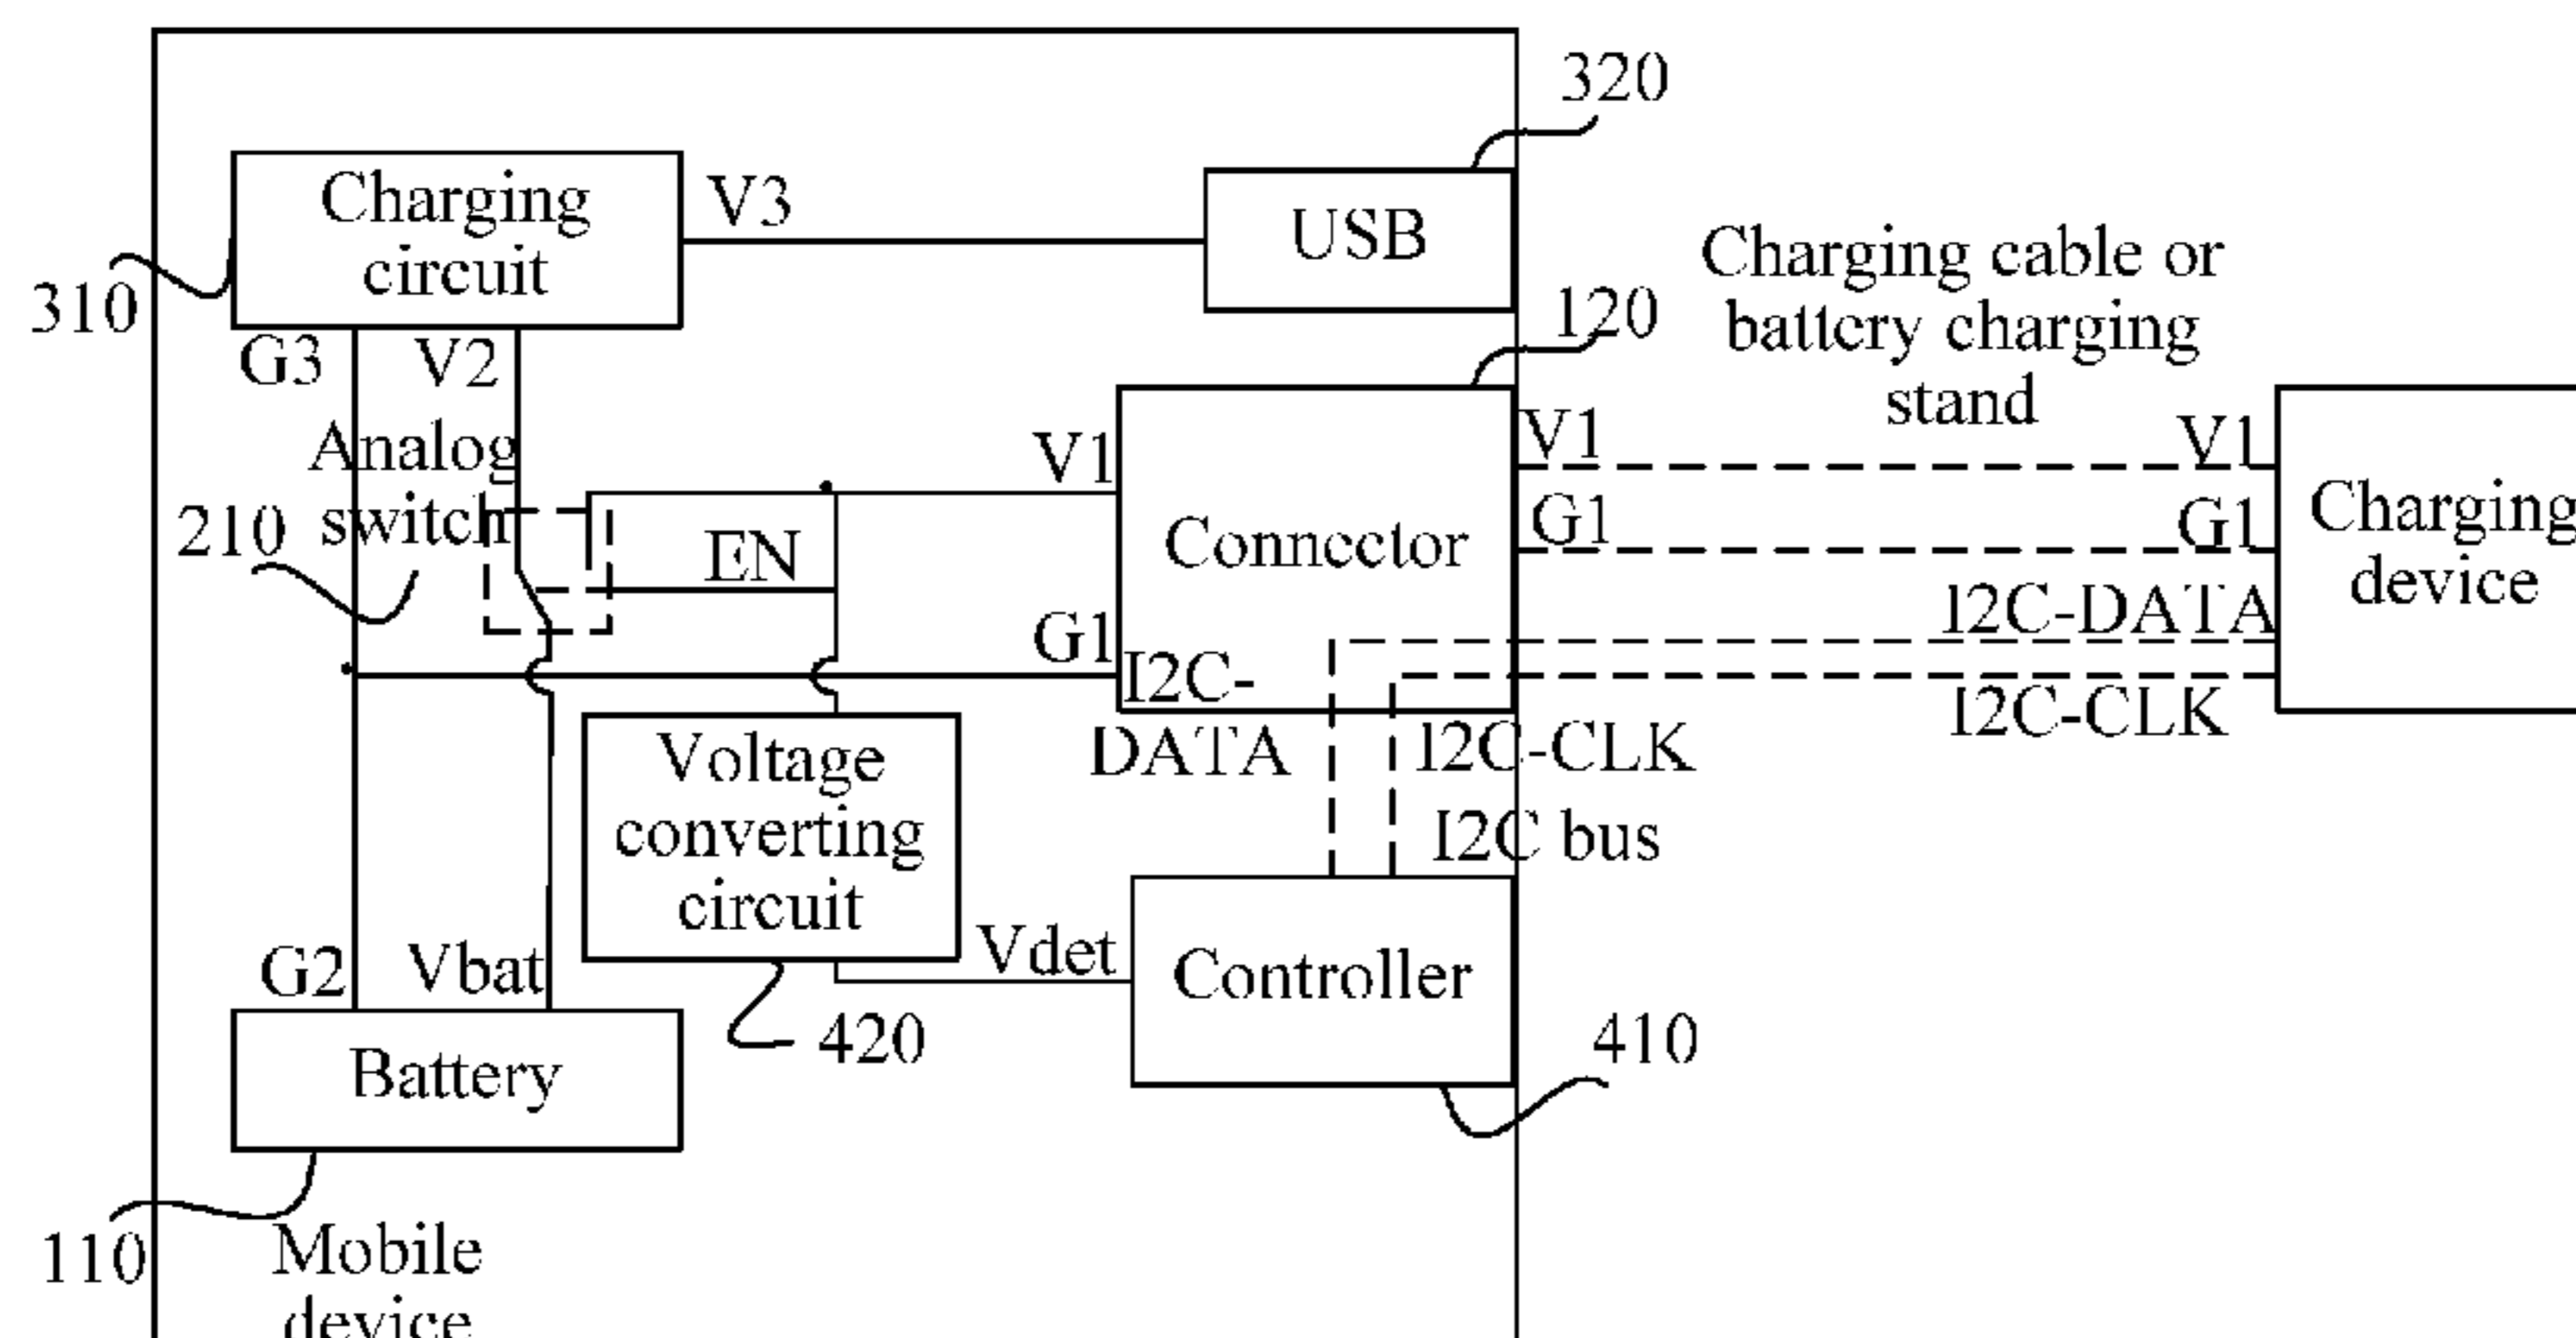 320
Charging
circuit
V3
USB
310
G3
V2
120
Charging cable or
battery charging
stand
Analog
switch
210
V1
V1
V1
EN
Connector
G1
G1
Charging
device
G1
I2C-
DATA
I2C-DATA
I2C-CLK
I2C-CLK
I2C bus
Voltage
converting
circuit
G2
Vbat
Vdet
Controller
Battery
420
410
110
Mobile
device